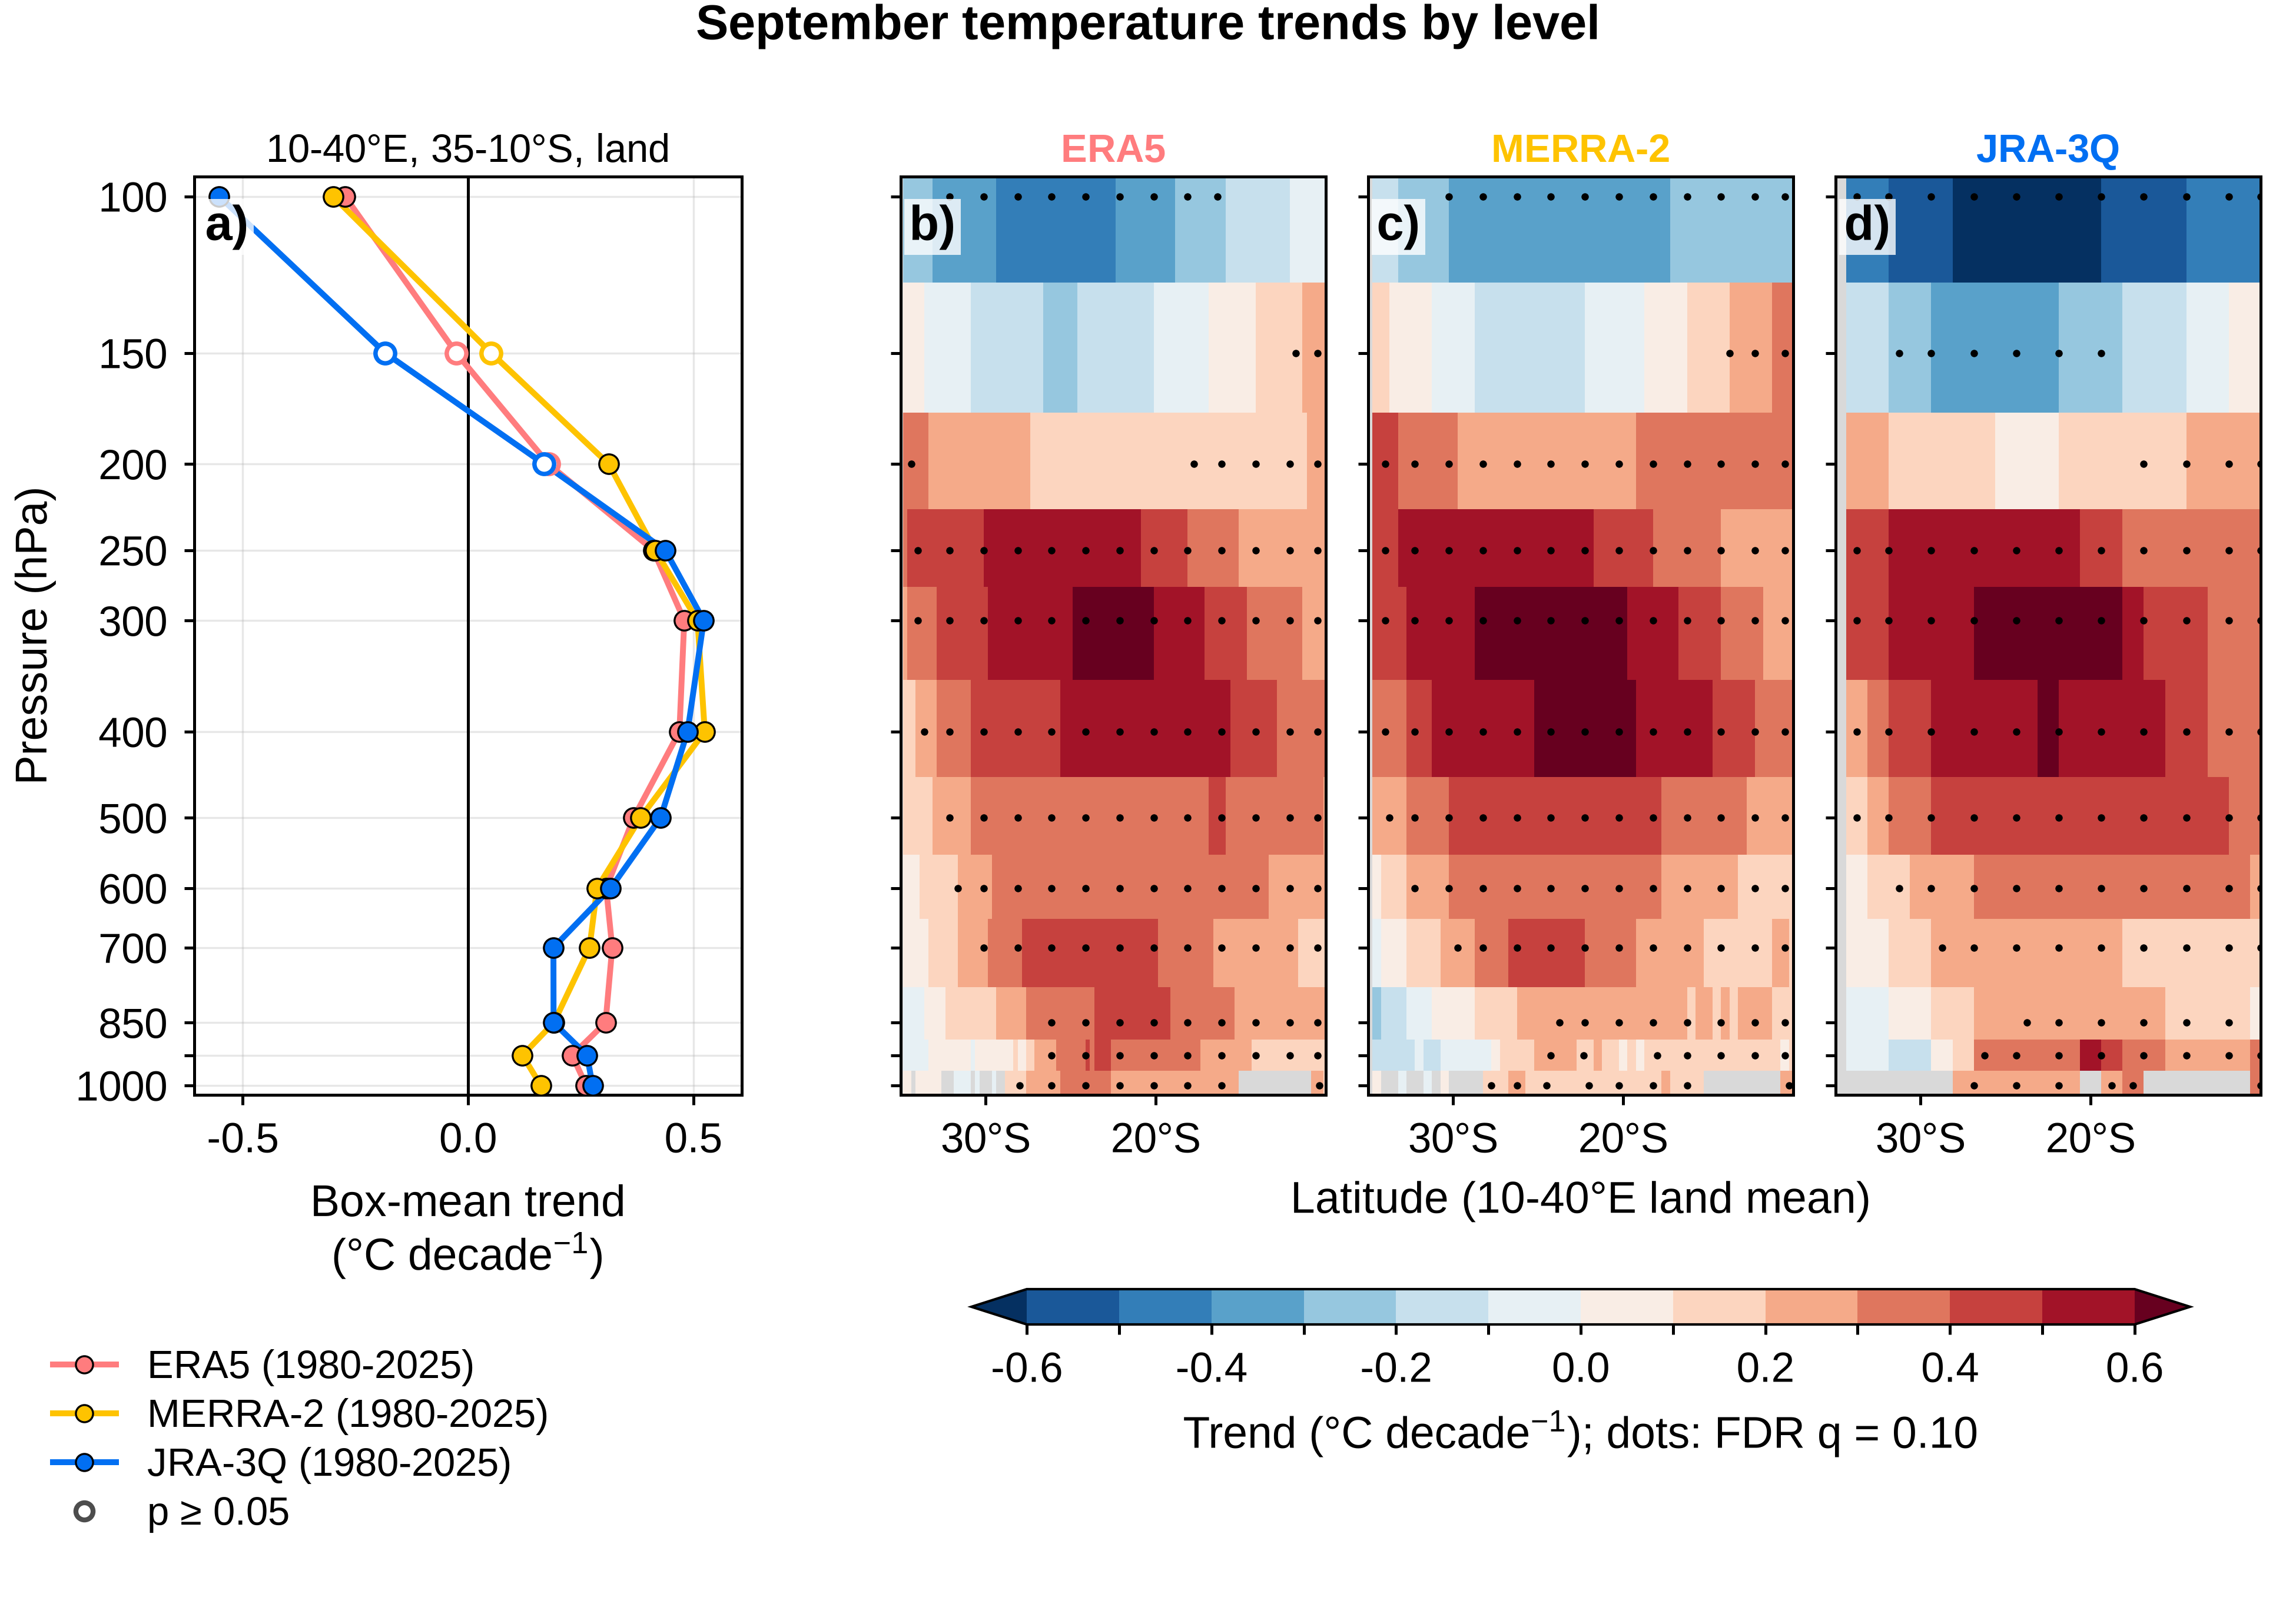 September temperature trends by level
10-40°E, 35-10°S, land
ERA5
MERRA-2
JRA-3Q
a)
b)
c)
d)
Pressure (hPa)
100
150
200
250
300
400
500
600
700
850
1000
-0.5 0.0 0.5
Box-mean trend
(°C decade⁻¹)
30°S 20°S
30°S 20°S
30°S 20°S
Latitude (10-40°E land mean)
-0.6 -0.4 -0.2 0.0 0.2 0.4 0.6
Trend (°C decade⁻¹); dots: FDR q = 0.10
ERA5 (1980-2025)
MERRA-2 (1980-2025)
JRA-3Q (1980-2025)
p ≥ 0.05